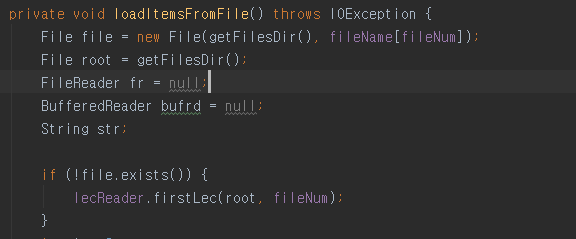 private void loadItemsFromFile() throws IOException {
File file = new File(getFilesDir(), fileName[fileNum]);
File root = getFilesDir();
FileReader fr = null;
BufferedReader bufrd = null;
String str;
if (!file.exists()) {
lecReader.firstLec(root, fileNum);
}